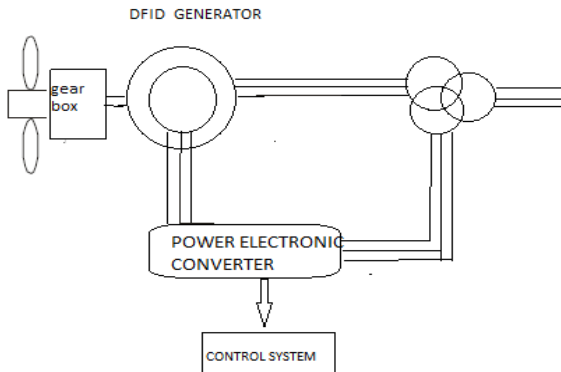 DFID GENERATOR
gear
box
POWER ELECTRONIC
CONVERTER
CONTROL SYSTEM